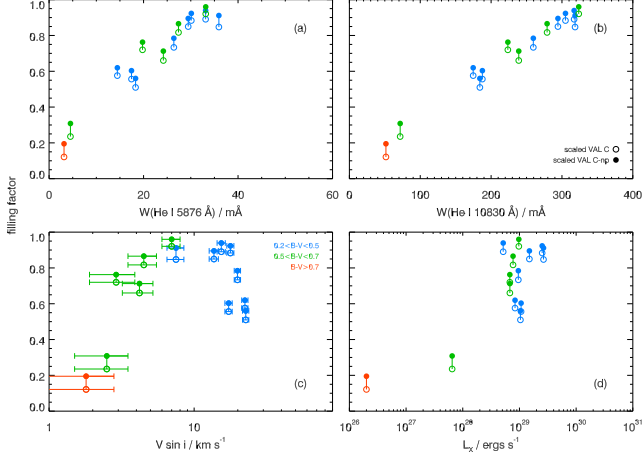 1.0
0.8
0.6
0.4
0.2
0.0
(a)
0
20
40
60
W(He I 5876 Å) / mÅ
(b)
scaled VAL C
scaled VAL C-np
0
100
200
300
400
W(He I 10830 Å) / mÅ
filling factor
1.0
0.8
0.6
0.4
0.2
0.0
0.2<B-V<0.5
0.5<B-V<0.7
B-V>0.7
(c)
1
10
V sin i / km s⁻¹
(d)
10²⁶
10²⁷
10²⁸
10²⁹
10³⁰
10³¹
Lₓ / ergs s⁻¹